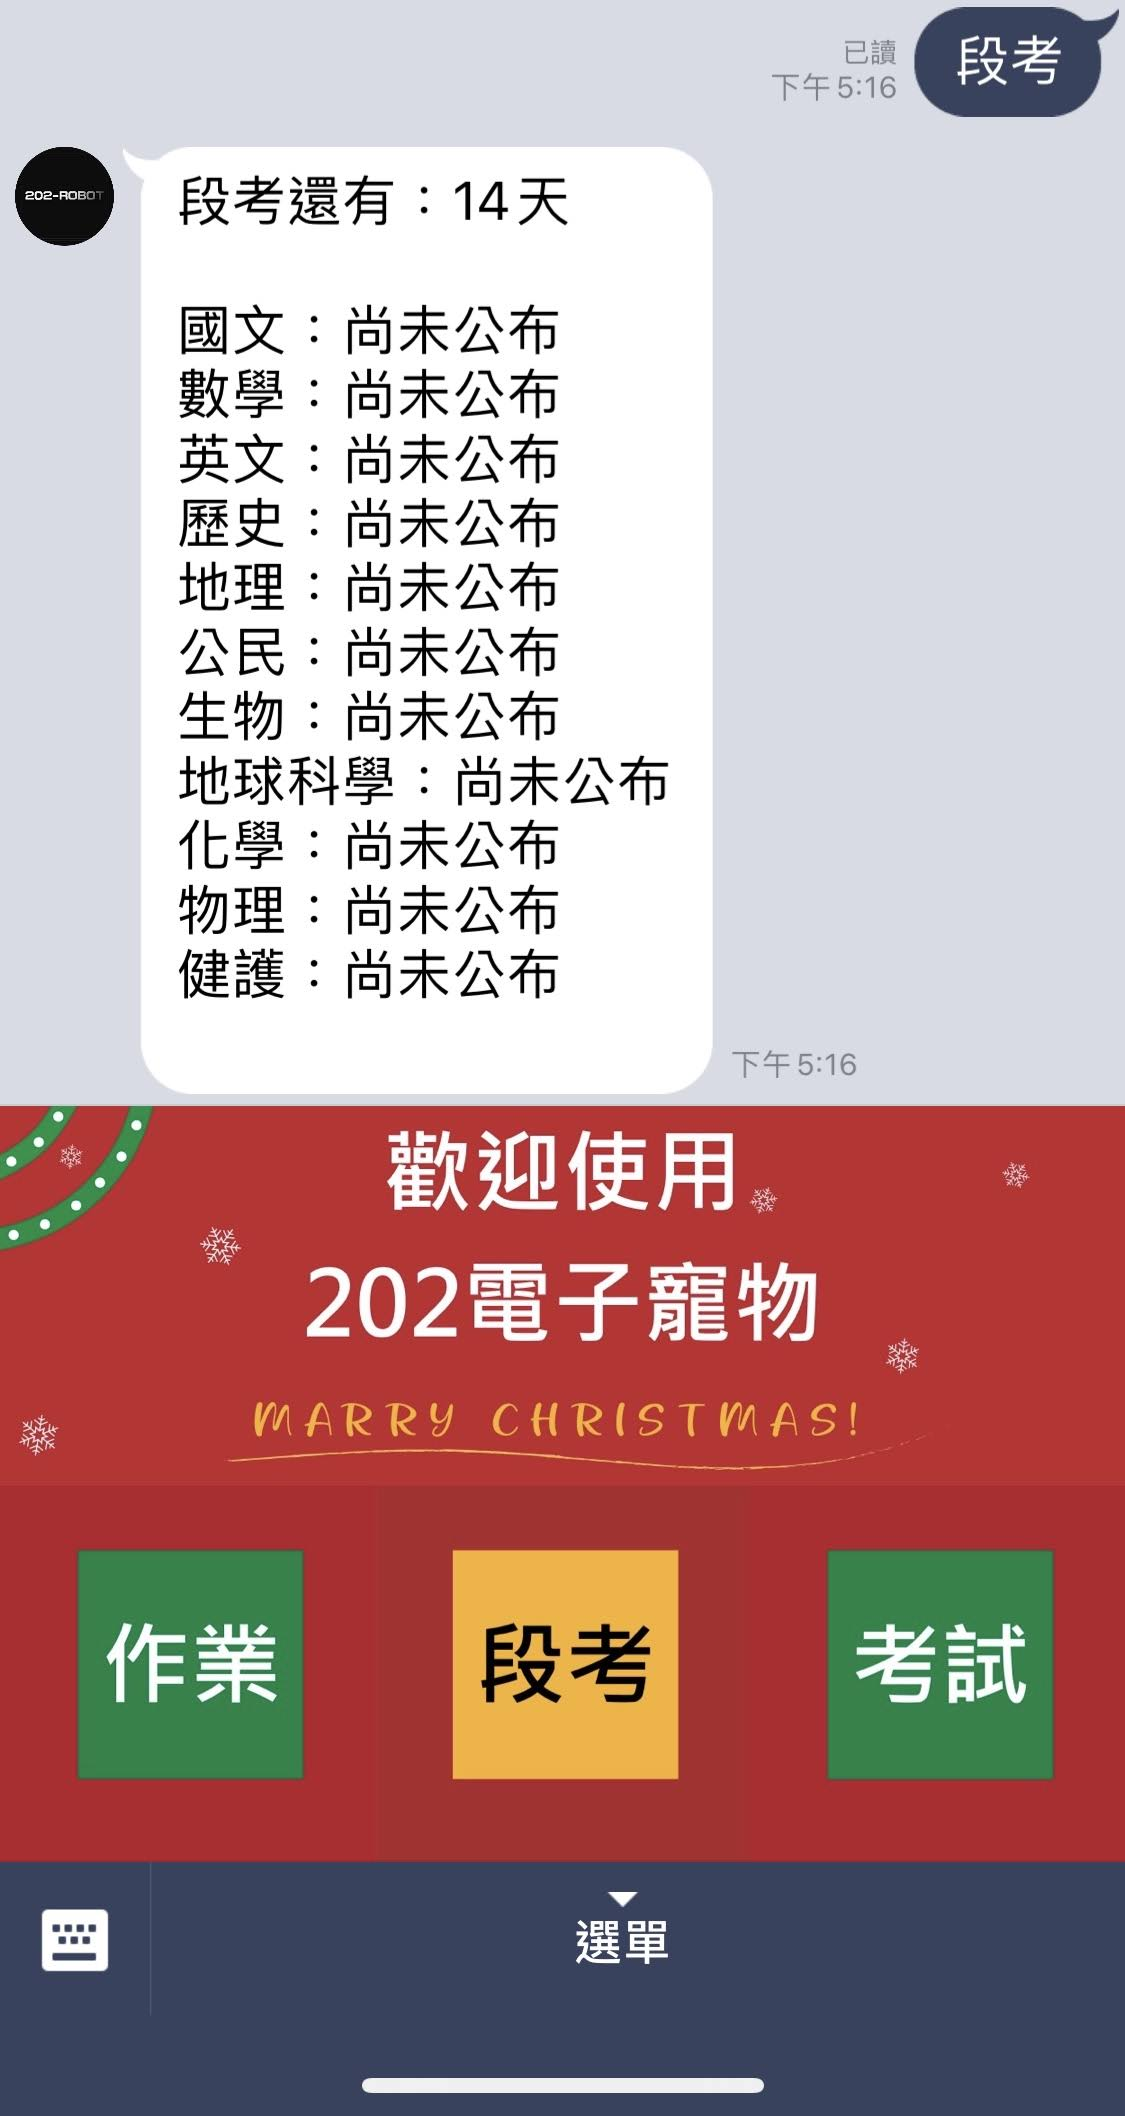 段考
已讀
下午 5:16
202-ROBOT
段考還有：14天
國文：尚未公布
數學：尚未公布
英文：尚未公布
歷史：尚未公布
地理：尚未公布
公民：尚未公布
生物：尚未公布
地球科學：尚未公布
化學：尚未公布
物理：尚未公布
健護：尚未公布
下午 5:16
歡迎使用
202電子寵物
MARRY CHRISTMAS!
作業
段考
考試
選單